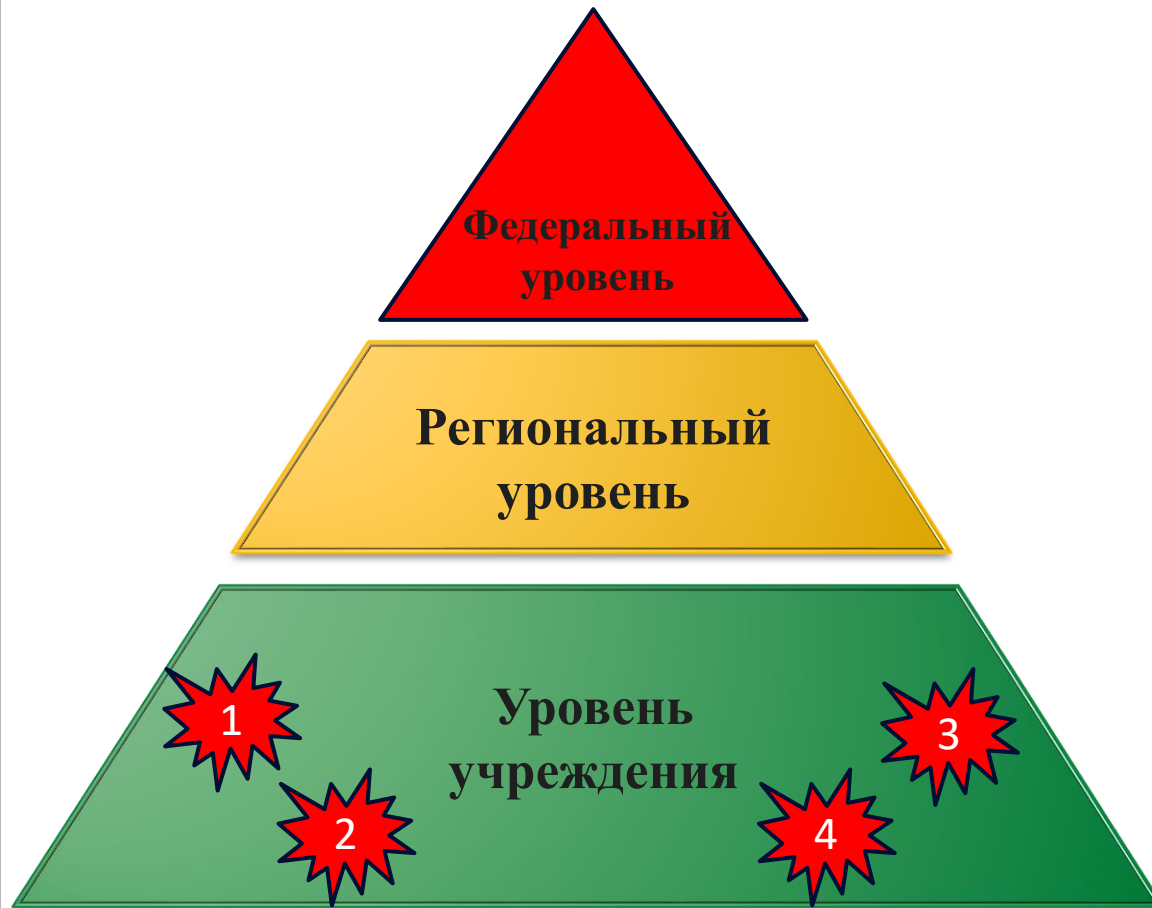 Федеральный
уровень
Региональный
уровень
Уровень
учреждения
1
3
2
4